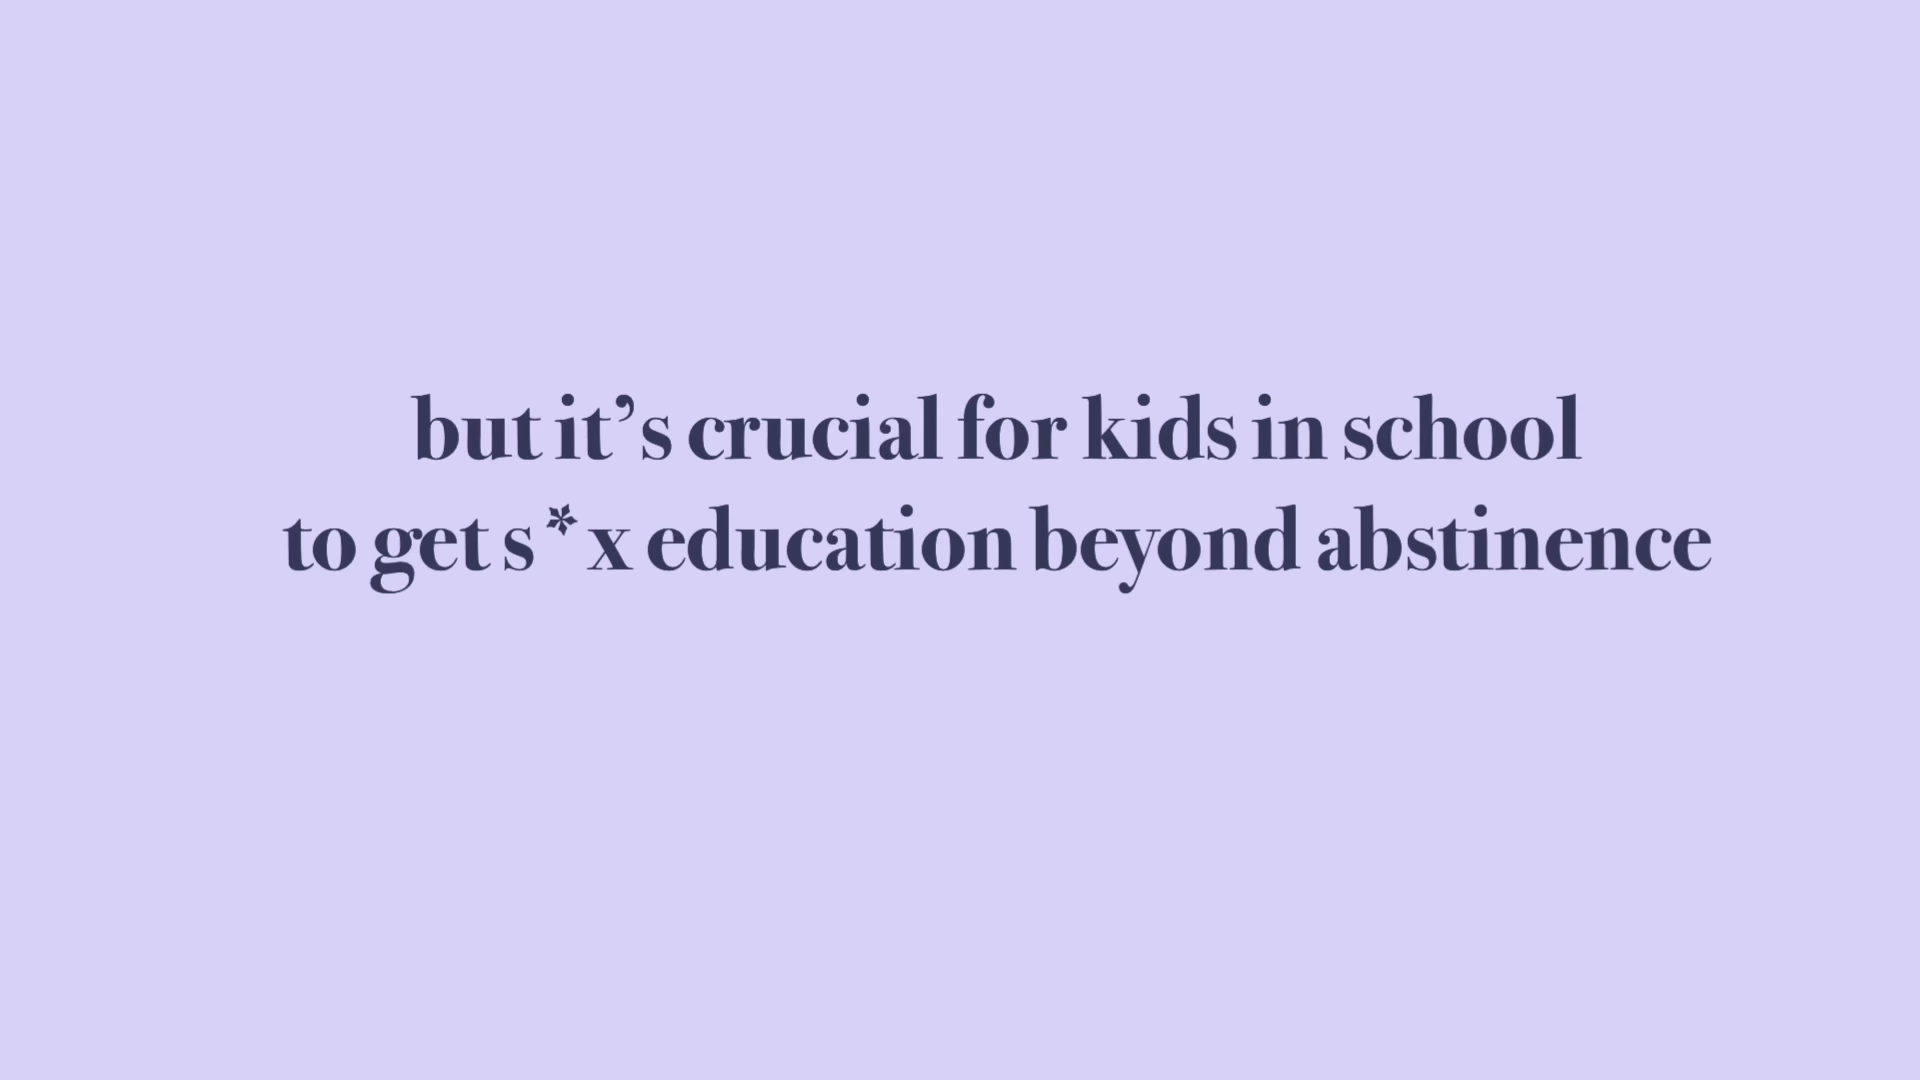 but it’s crucial for kids in school
to get s*x education beyond abstinence